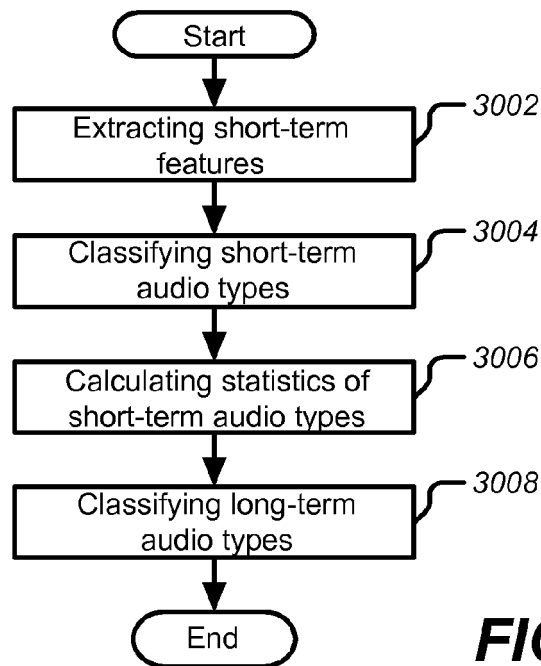 Start
Extracting short-term
features
3002
Classifying short-term
audio types
3004
Calculating statistics of
short-term audio types
3006
Classifying long-term
audio types
3008
End